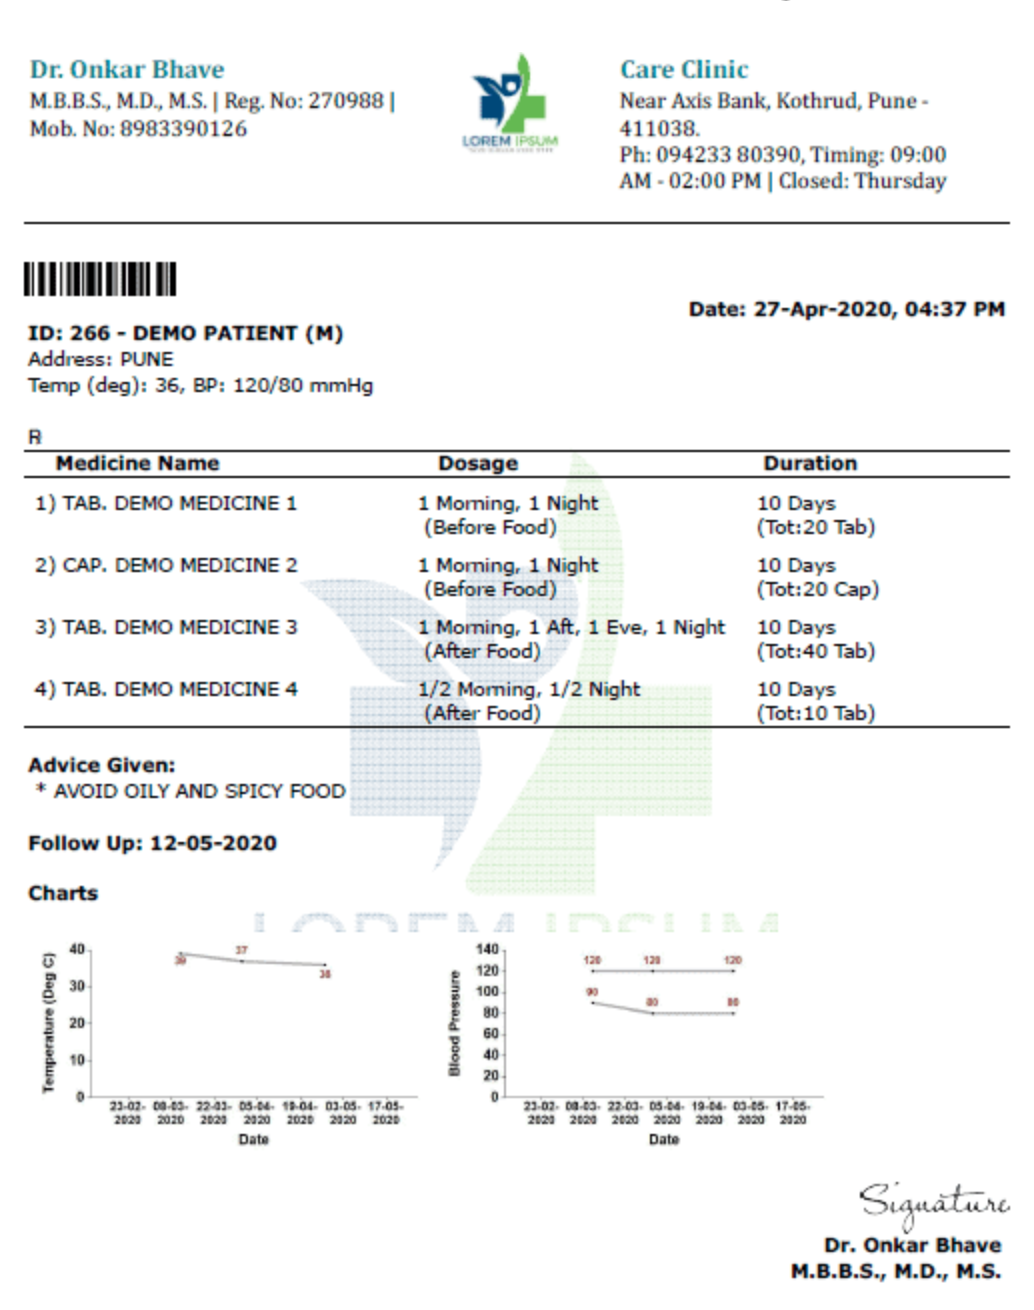 Dr. Onkar Bhave
M.B.B.S., M.D., M.S. | Reg. No: 270988 |
Mob. No: 8983390126
LOREM IPSUM
Care Clinic
Near Axis Bank, Kothrud, Pune -
411038.
Ph: 094233 80390, Timing: 09:00
AM - 02:00 PM | Closed: Thursday
Date: 27-Apr-2020, 04:37 PM
ID: 266 - DEMO PATIENT (M)
Address: PUNE
Temp (deg): 36, BP: 120/80 mmHg
R
Medicine Name Dosage Duration
1) TAB. DEMO MEDICINE 1 1 Morning, 1 Night 10 Days
(Before Food) (Tot:20 Tab)
2) CAP. DEMO MEDICINE 2 1 Morning, 1 Night 10 Days
(Before Food) (Tot:20 Cap)
3) TAB. DEMO MEDICINE 3 1 Morning, 1 Aft, 1 Eve, 1 Night 10 Days
(After Food) (Tot:40 Tab)
4) TAB. DEMO MEDICINE 4 1/2 Morning, 1/2 Night 10 Days
(After Food) (Tot:10 Tab)
Advice Given:
* AVOID OILY AND SPICY FOOD
Follow Up: 12-05-2020
Charts
LOREM IPSUM
Temperature (Deg C)
40
30
20
10
0
39 37 36
23-02- 08-03- 22-03- 05-04- 19-04- 03-05- 17-05-
2020 2020 2020 2020 2020 2020 2020
Date
Blood Pressure
140
120
100
80
60
40
20
0
120 120 120
90 80 80
23-02- 08-03- 22-03- 05-04- 19-04- 03-05- 17-05-
2020 2020 2020 2020 2020 2020 2020
Date
Signature
Dr. Onkar Bhave
M.B.B.S., M.D., M.S.